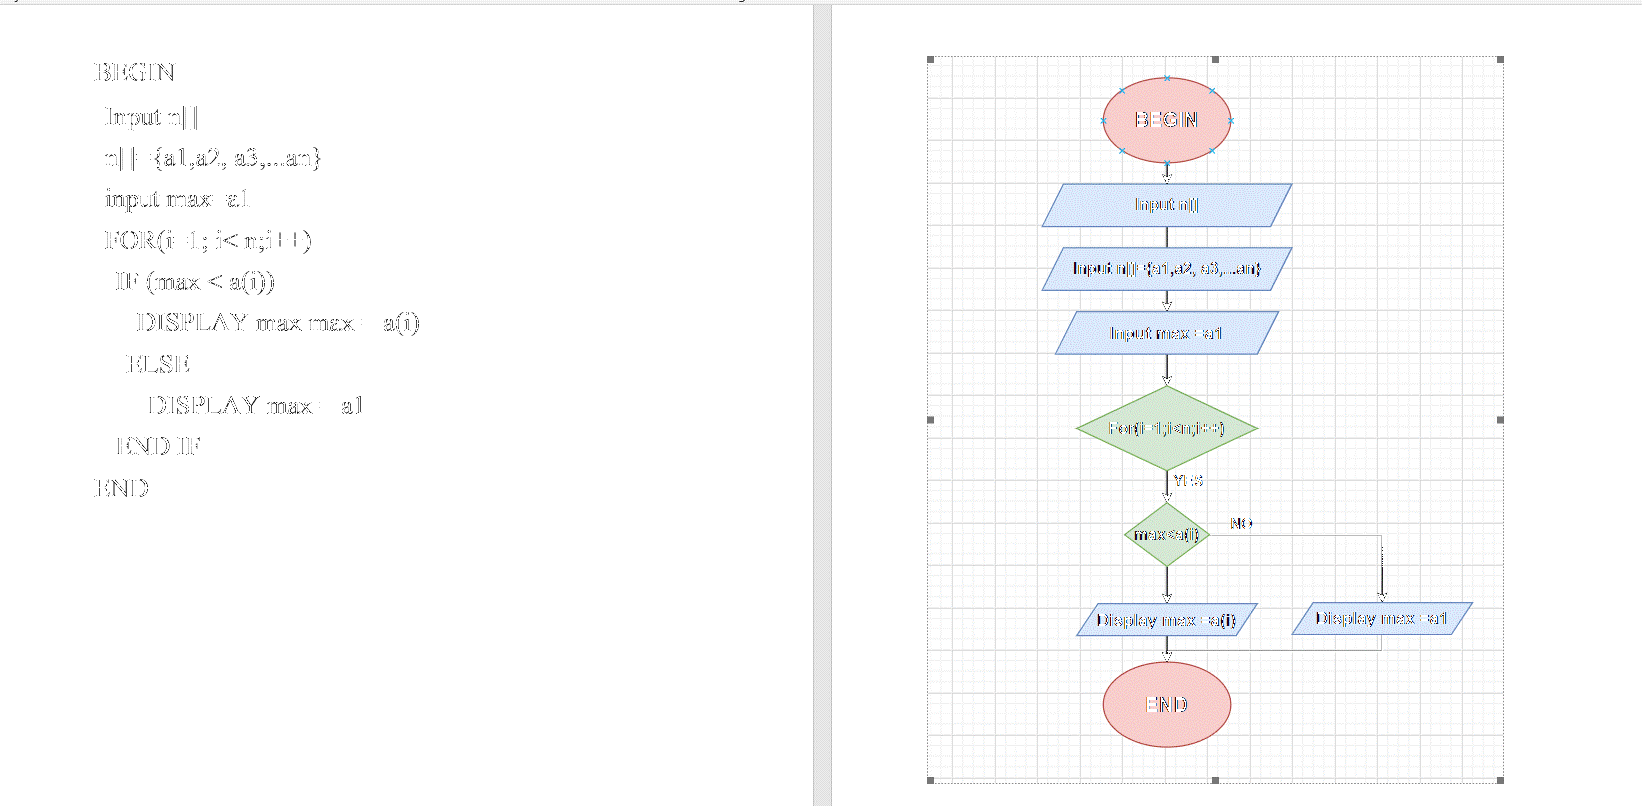 BEGIN
Input n||
n||={a1,a2, a3,...an}
input max=a1
FOR(i=1; i< n;i++)
IF (max < a(i))
DISPLAY max max = a(i)
ELSE
DISPLAY max = a1
END IF
END
BEGIN
Input n||
Input n||={a1,a2, a3,...an}
Input max =a1
For(i=1;i<n;i++)
YES
max<a(i)
NO
Display max =a(i)
Display max =a1
END